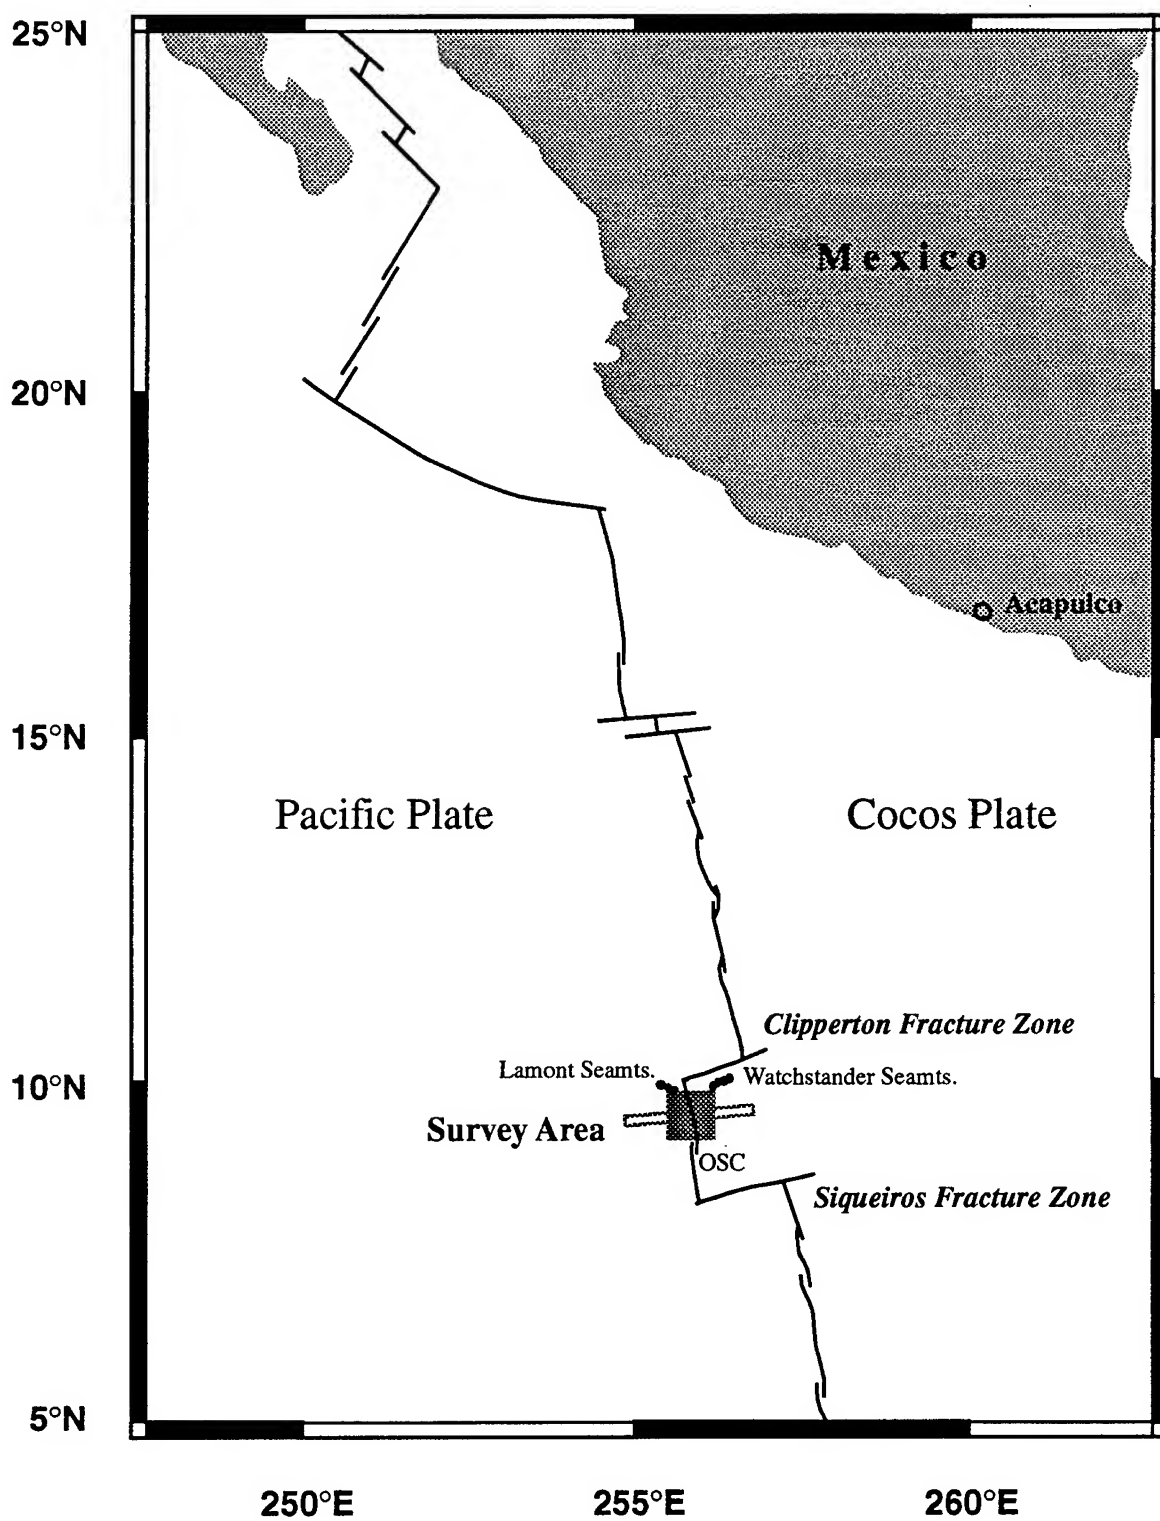 25°N
Mexico
20°N
Acapulco
15°N
Pacific Plate
Cocos Plate
Clipperton Fracture Zone
10°N
Lamont Seamts.
Watchstander Seamts.
Survey Area
OSC
Siqueiros Fracture Zone
5°N
250°E
255°E
260°E